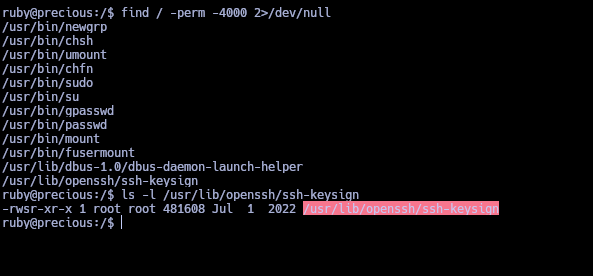 ruby@precious:/$ find / -perm -4000 2>/dev/null
/usr/bin/newgrp
/usr/bin/chsh
/usr/bin/umount
/usr/bin/chfn
/usr/bin/sudo
/usr/bin/su
/usr/bin/gpasswd
/usr/bin/passwd
/usr/bin/mount
/usr/bin/fusermount
/usr/lib/dbus-1.0/dbus-daemon-launch-helper
/usr/lib/openssh/ssh-keysign
ruby@precious:/$ ls -l /usr/lib/openssh/ssh-keysign
-rwsr-xr-x 1 root root 481608 Jul  1  2022 /usr/lib/openssh/ssh-keysign
ruby@precious:/$